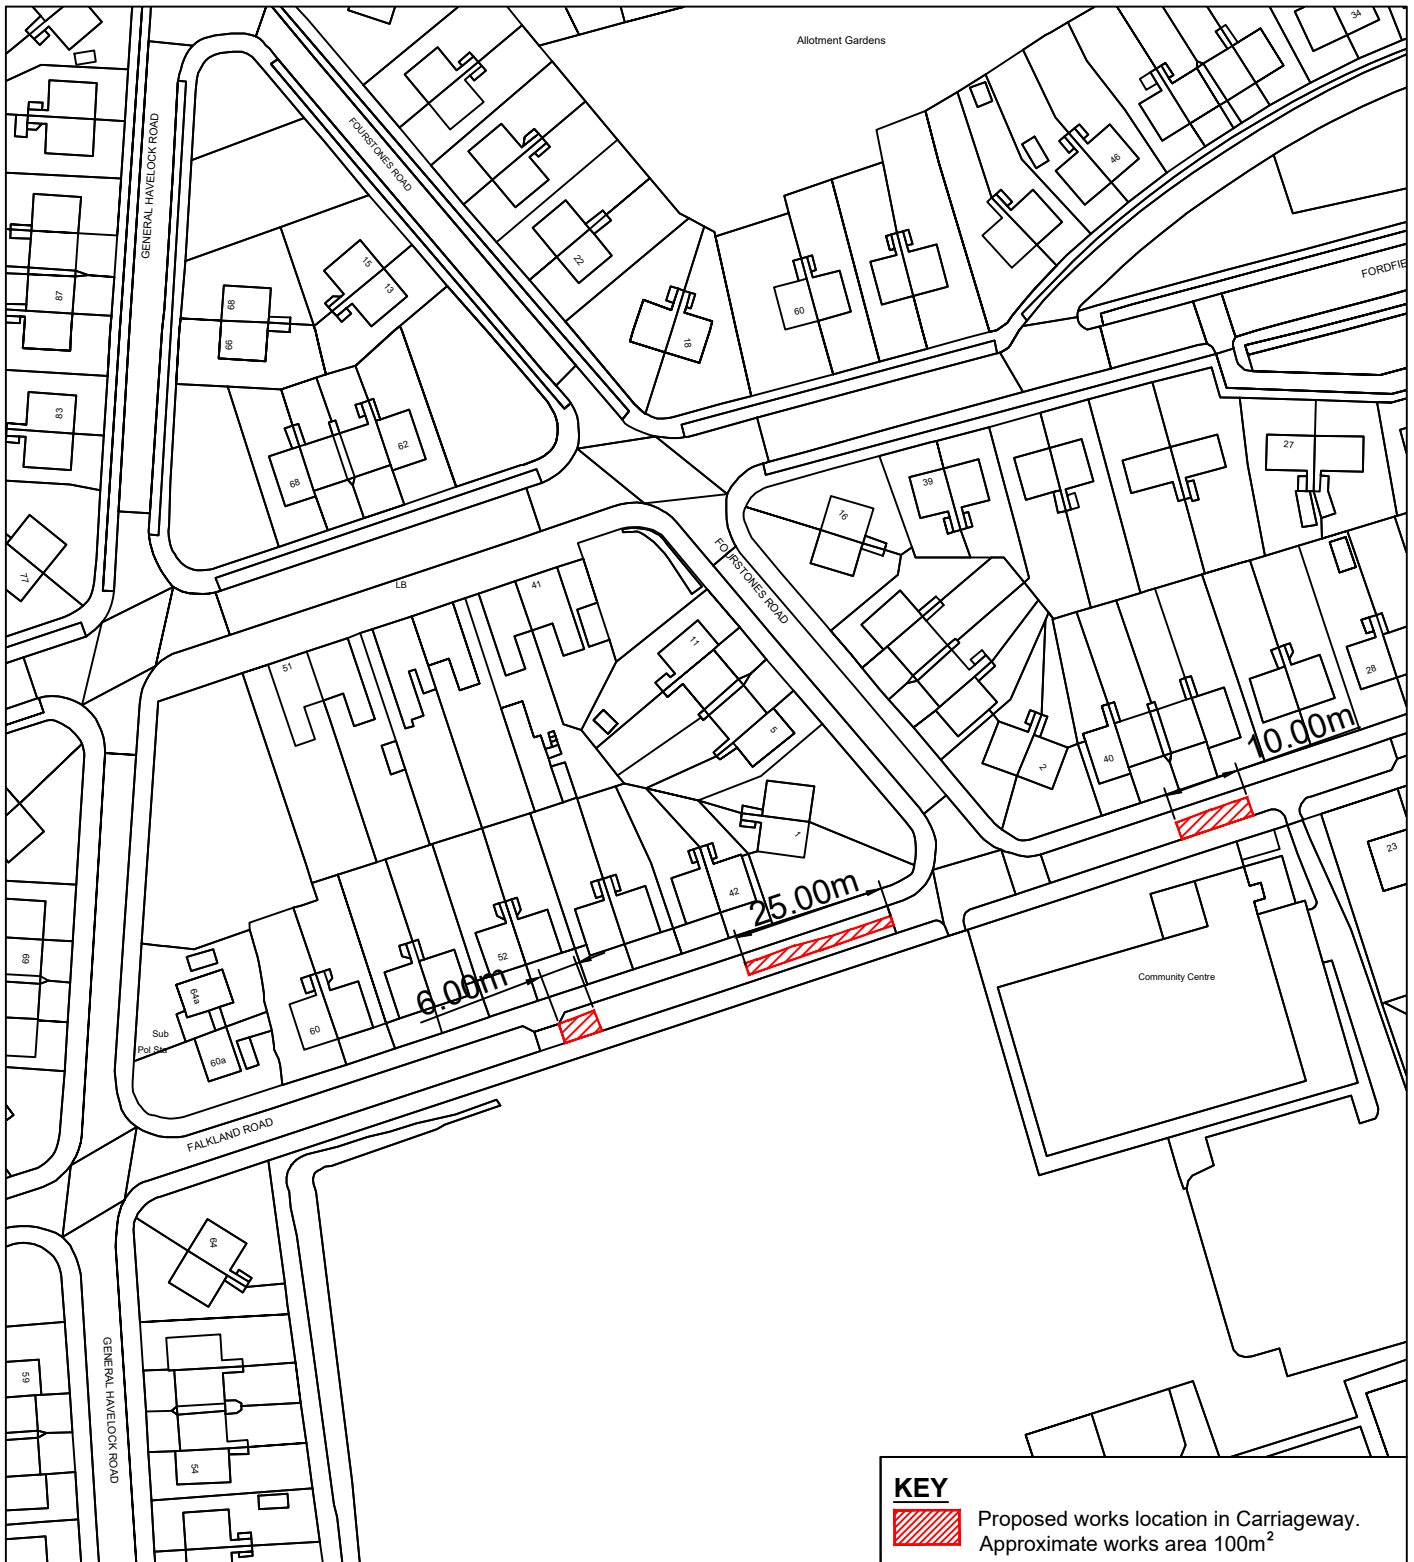 Allotment Gardens
34
GENERAL HAVELOCK ROAD
FOURSTONES ROAD
46
22
15
13
87
68
66
60
18
FORDFIE
83
62
68
27
39
16
77
LB
41
FOURSTONES ROAD
51
11
28
5
2
40
10.00m
1
23
42
25.00m
52
69
64a
6.00m
Community Centre
60
Sub
Pol Sta
60a
FALKLAND ROAD
64
GENERAL HAVELOCK ROAD
59
54
KEY
Proposed works location in Carriageway.
Approximate works area 100m²